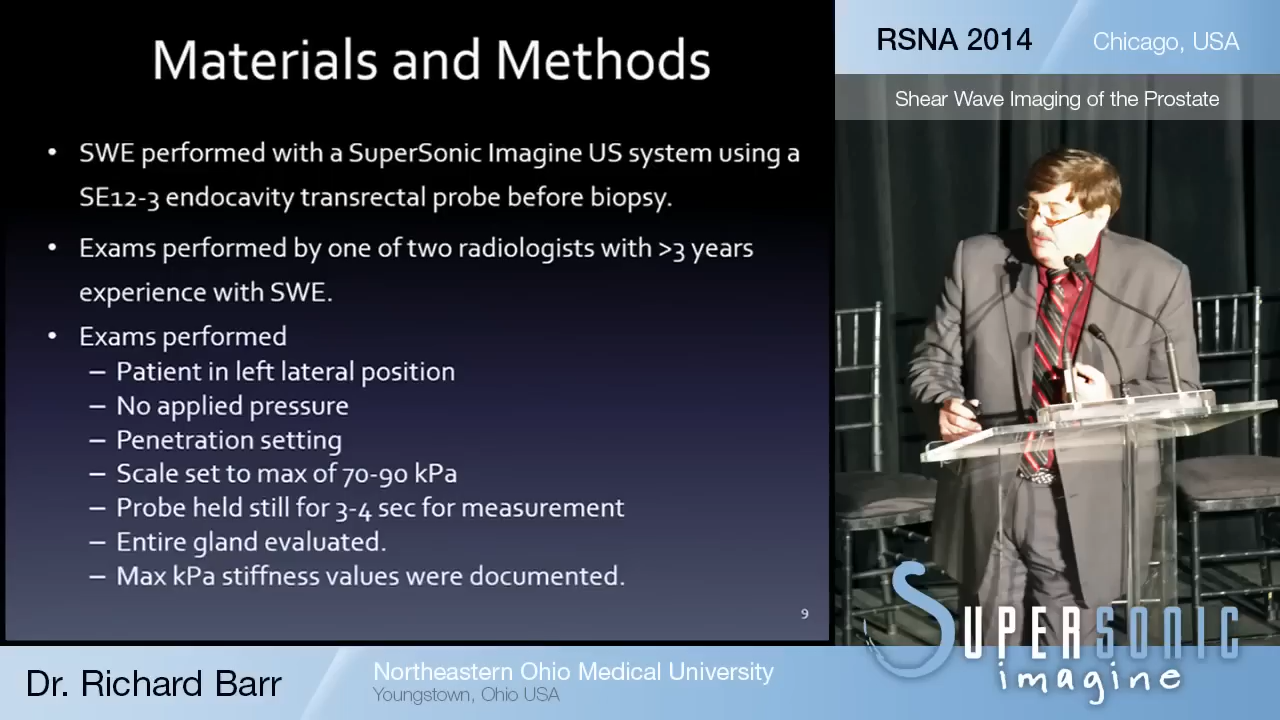 Materials and Methods
• SWE performed with a SuperSonic Imagine US system using a
SE12-3 endocavity transrectal probe before biopsy.
• Exams performed by one of two radiologists with >3 years
experience with SWE.
• Exams performed
– Patient in left lateral position
– No applied pressure
– Penetration setting
– Scale set to max of 70-90 kPa
– Probe held still for 3-4 sec for measurement
– Entire gland evaluated.
– Max kPa stiffness values were documented.
9
RSNA 2014
Chicago, USA
Shear Wave Imaging of the Prostate
SUPERSONIC
imagine
Dr. Richard Barr
Northeastern Ohio Medical University
Youngstown, Ohio USA